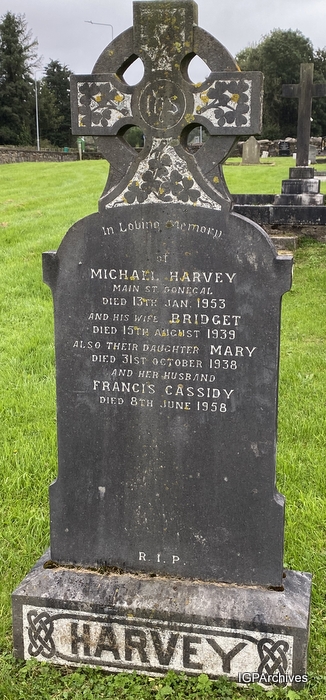 IHS
In Loving Memory
of
MICHAEL HARVEY
MAIN ST DONEGAL
DIED 13TH JAN. 1953
AND HIS WIFE BRIDGET
DIED 15TH AUGUST 1939
ALSO THEIR DAUGHTER MARY
DIED 31ST OCTOBER 1938
AND HER HUSBAND
FRANCIS CASSIDY
DIED 8TH JUNE 1958
R.I.P.
HARVEY
IGPArchives